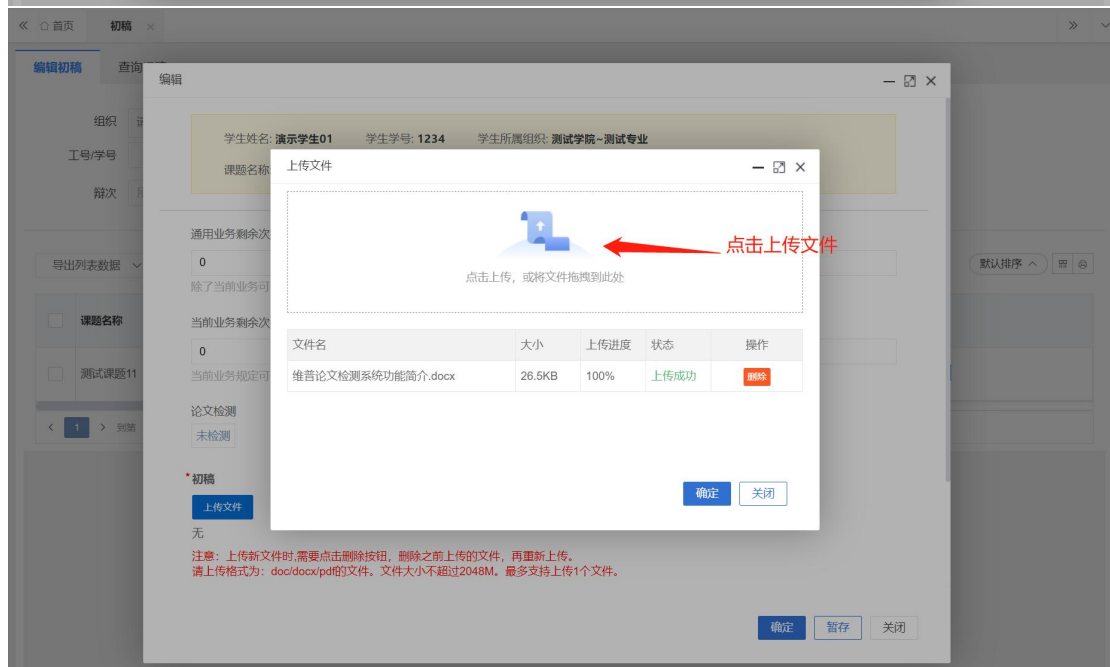 首页 初稿
编辑初稿 查询
编辑
组织
学生姓名: 演示学生01 学生学号: 1234 学生所属组织: 测试学院~测试专业
工号/学号
课题名称
上传文件
辩次
通用业务剩余次
0
除了当前业务可
点击上传文件
点击上传，或将文件拖拽到此处
导出列表数据
默认排序
课题名称
当前业务剩余次
0
当前业务规定可
文件名 大小 上传进度 状态 操作
测试课题11
维普论文检测系统功能简介.docx 26.5KB 100% 上传成功 删除
论文检测
1 到第
未检测
*初稿
确定 关闭
上传文件
无
注意：上传新文件时,需要点击删除按钮，删除之前上传的文件，再重新上传。
请上传格式为：doc/docx/pdf的文件。文件大小不超过2048M。最多支持上传1个文件。
确定 暂存 关闭